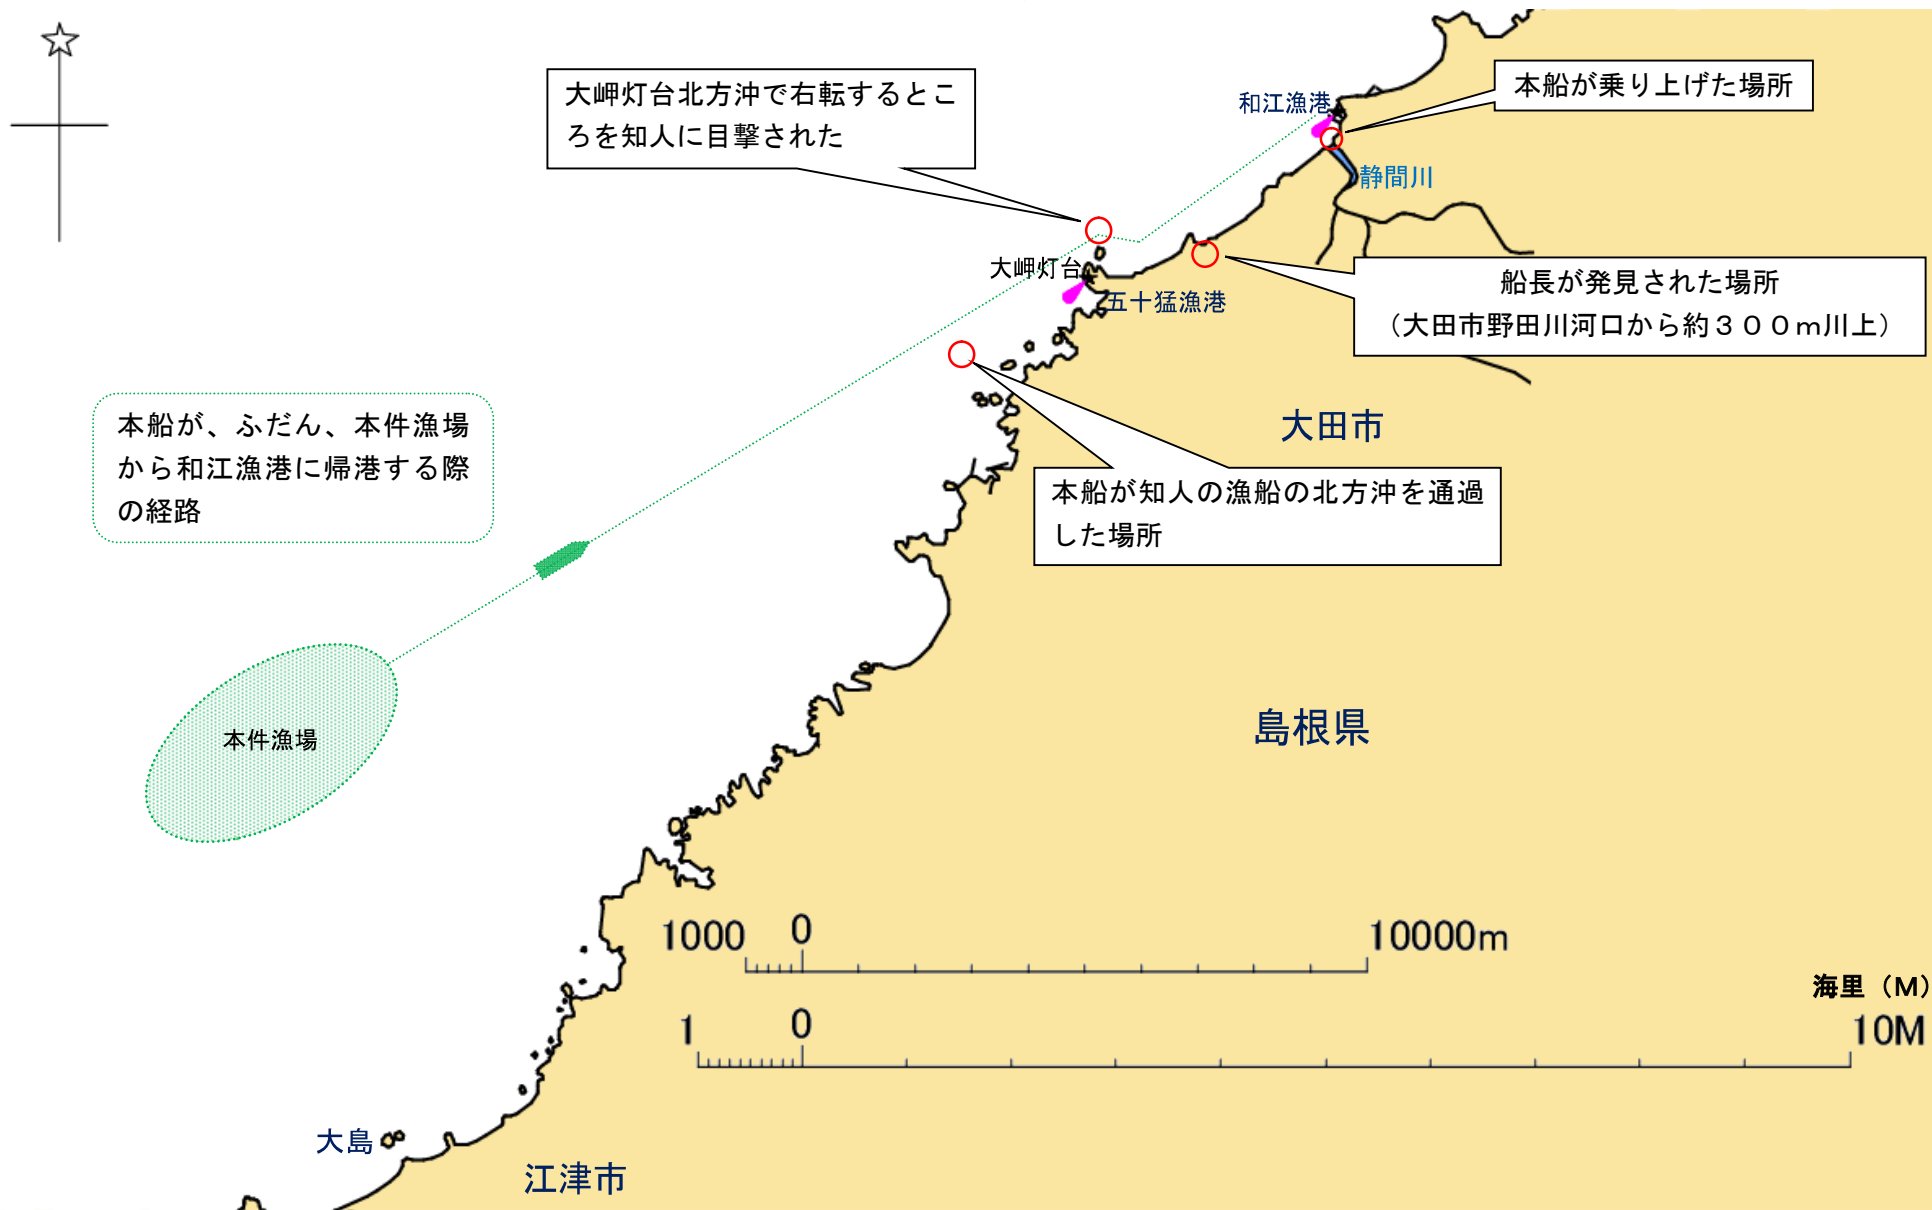 大岬灯台北方沖で右転するとこ
ろを知人に目撃された
本船が乗り上げた場所
和江漁港
静間川
大岬灯台
五十猛漁港
船長が発見された場所
（大田市野田川河口から約３００ｍ川上）
本船が、ふだん、本件漁場
から和江漁港に帰港する際
の経路
大田市
本船が知人の漁船の北方沖を通過
した場所
本件漁場
島根県
1000 0 10000m
海里（M）
1 0 10M
大島
江津市